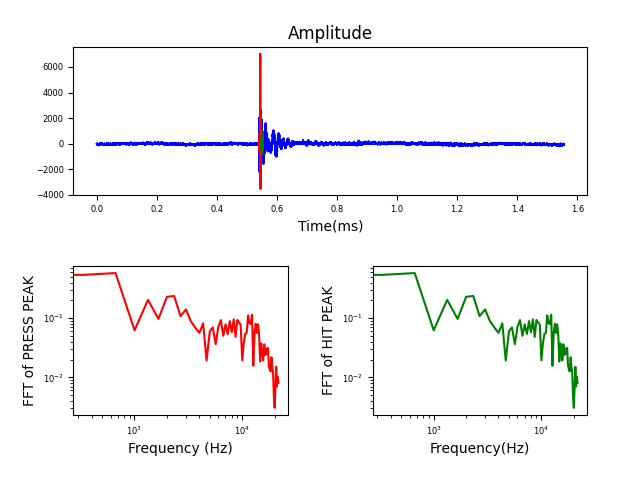 Amplitude
6000
4000
2000
0
−2000
−4000
0.0 0.2 0.4 0.6 0.8 1.0 1.2 1.4 1.6
Time(ms)
FFT of PRESS PEAK
10⁻¹
10⁻²
10³ 10⁴
Frequency (Hz)
FFT of HIT PEAK
10⁻¹
10⁻²
10³ 10⁴
Frequency(Hz)